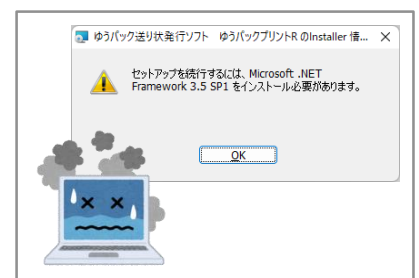 ゆうパック送り状発行ソフト ゆうパックプリントR のInstaller 情...
セットアップを続行するには、Microsoft .NET
Framework 3.5 SP1 をインストール必要があります。
OK